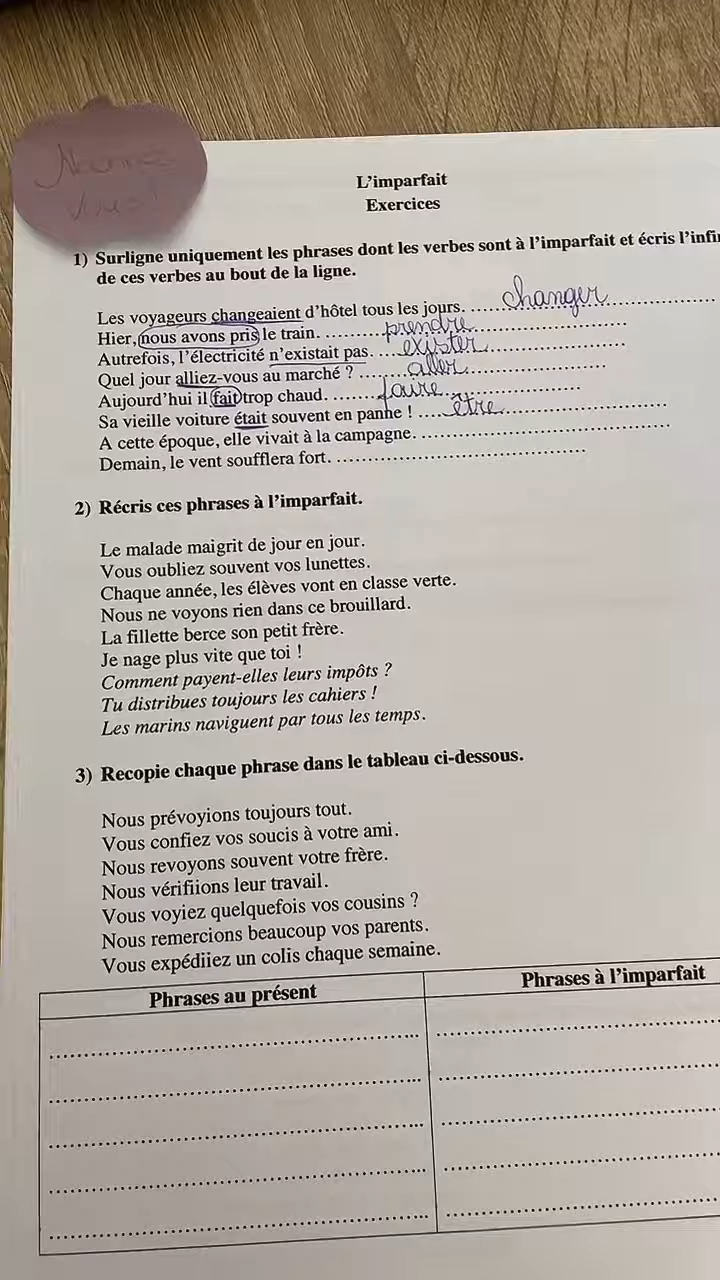 L'imparfait
Exercices
1) Surligne uniquement les phrases dont les verbes sont à l'imparfait et écris
de ces verbes au bout de la ligne.
Les voyageurs changeaient d'hôtel tous les jours. changer
Hier, nous avons pris le train. prendre
Autrefois, l'électricité n'existait pas. exister
Quel jour alliez-vous au marché ? aller
Aujourd'hui il fait trop chaud. faire
Sa vieille voiture était souvent en panne ! être
A cette époque, elle vivait à la campagne.
Demain, le vent soufflera fort.
2) Récris ces phrases à l'imparfait.
Le malade maigrit de jour en jour.
Vous oubliez souvent vos lunettes.
Chaque année, les élèves vont en classe verte.
Nous ne voyons rien dans ce brouillard.
La fillette berce son petit frère.
Je nage plus vite que toi !
Comment payent-elles leurs impôts ?
Tu distribues toujours les cahiers !
Les marins naviguent par tous les temps.
3) Recopie chaque phrase dans le tableau ci-dessous.
Nous prévoyions toujours tout.
Vous confiez vos soucis à votre ami.
Nous revoyons souvent votre frère.
Nous vérifiions leur travail.
Vous voyiez quelquefois vos cousins ?
Nous remercions beaucoup vos parents.
Vous expédiiez un colis chaque semaine.
Phrases au présent Phrases à l'imparfait